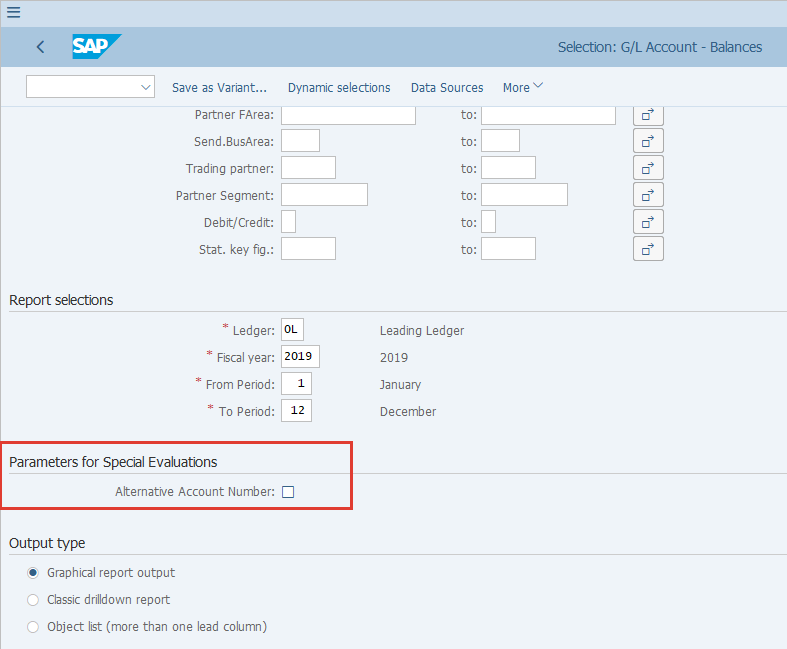 SAP Selection: G/L Account - Balances
Save as Variant... Dynamic selections Data Sources More
Partner FArea: to:
Send.BusArea: to:
Trading partner: to:
Partner Segment: to:
Debit/Credit: to:
Stat. key fig.: to:
Report selections
* Ledger: 0L Leading Ledger
* Fiscal year: 2019 2019
* From Period: 1 January
* To Period: 12 December
Parameters for Special Evaluations
Alternative Account Number:
Output type
Graphical report output
Classic drilldown report
Object list (more than one lead column)